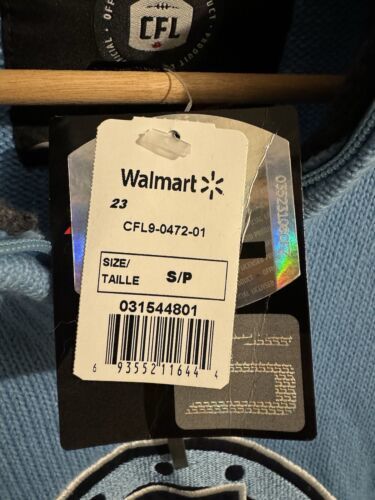 CFL
Walmart
23
CFL9-0472-01
SIZE/
TAILLE
S/P
031544801
6 93552 11644 4